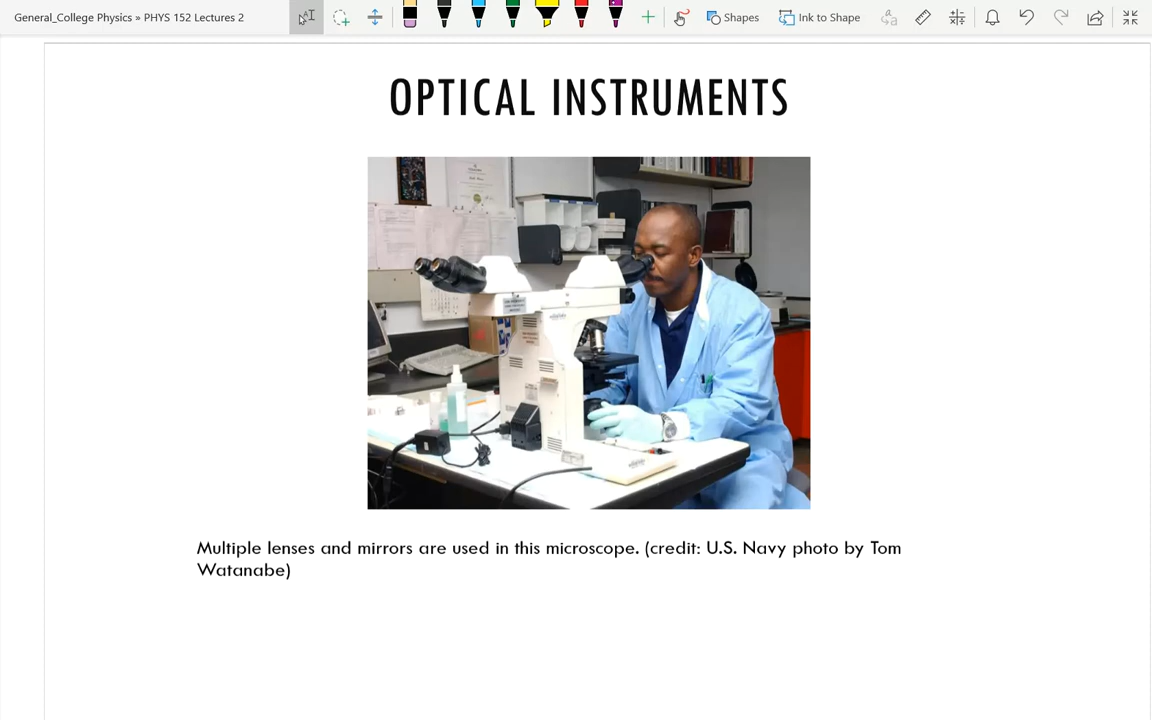 General_College Physics » PHYS 152 Lectures 2
Shapes
Ink to Shape
OPTICAL INSTRUMENTS
Multiple lenses and mirrors are used in this microscope. (credit: U.S. Navy photo by Tom
Watanabe)